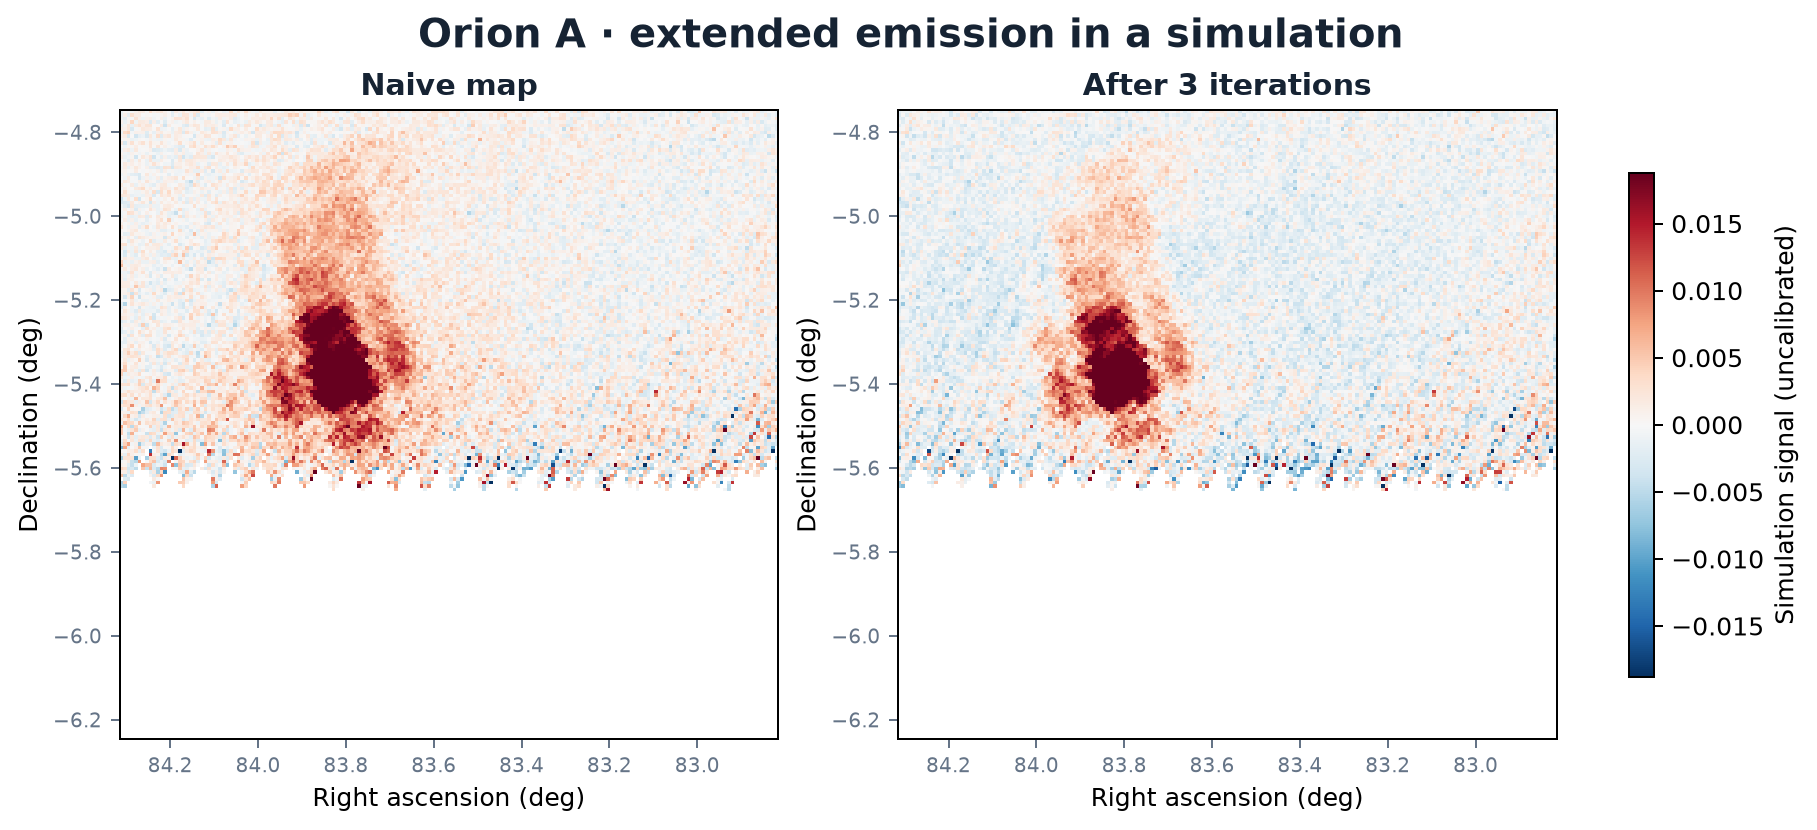 Orion A · extended emission in a simulation
Naive map
After 3 iterations
−4.8
−5.0
−5.2
−5.4
−5.6
−5.8
−6.0
−6.2
Declination (deg)
84.2 84.0 83.8 83.6 83.4 83.2 83.0
Right ascension (deg)
−4.8
−5.0
−5.2
−5.4
−5.6
−5.8
−6.0
−6.2
Declination (deg)
84.2 84.0 83.8 83.6 83.4 83.2 83.0
Right ascension (deg)
0.015
0.010
0.005
0.000
−0.005
−0.010
−0.015
Simulation signal (uncalibrated)